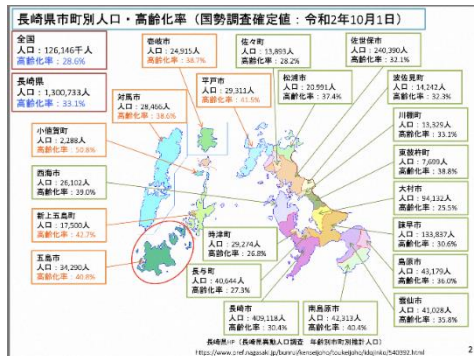 長崎県市町別人口・高齢化率（国勢調査確定値：令和2年10月1日）
全国
人口：126,146千人
高齢化率：28.6%
長崎県
人口：1,300,733人
高齢化率：33.1%
壱岐市
人口：24,915人
高齢化率：38.7%
佐々町
人口：13,893人
高齢化率：28.2%
佐世保市
人口：240,390人
高齢化率：32.1%
対馬市
人口：28,466人
高齢化率：38.6%
平戸市
人口：29,311人
高齢化率：41.5%
松浦市
人口：20,991人
高齢化率：37.4%
波佐見町
人口：14,242人
高齢化率：32.3%
川棚町
人口：13,329人
高齢化率：33.1%
小値賀町
人口：2,288人
高齢化率：50.8%
東彼杵町
人口：7,699人
高齢化率：38.8%
西海市
人口：26,102人
高齢化率：39.0%
大村市
人口：94,132人
高齢化率：25.5%
新上五島町
人口：17,500人
高齢化率：42.7%
時津町
人口：29,274人
高齢化率：26.8%
諫早市
人口：133,837人
高齢化率：30.6%
五島市
人口：34,290人
高齢化率：40.8%
長与町
人口：40,644人
高齢化率：27.3%
島原市
人口：43,179人
高齢化率：36.0%
長崎市
人口：409,118人
高齢化率：30.4%
南島原市
人口：42,313人
高齢化率：40.4%
雲仙市
人口：41,028人
高齢化率：35.8%
長崎県HP（長崎県異動人口調査　年齢別市町別推計人口）
2